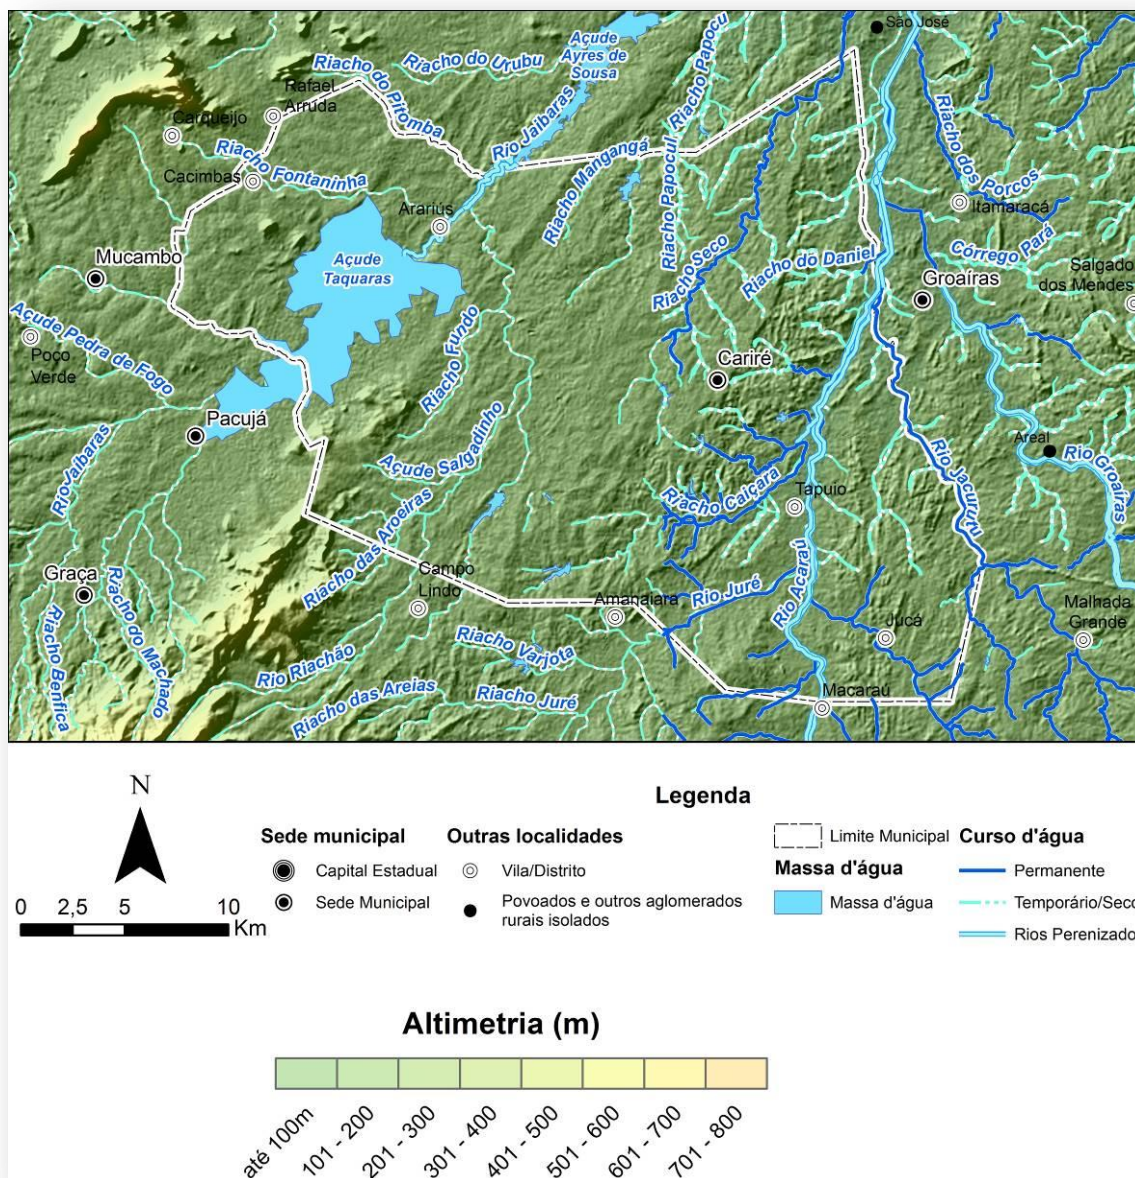 São José
Açude
Ayres de
Sousa
Riacho Papocu
Riacho do Urubu
Riacho do Pitomba
Rafael
Arruda
Carqueijo
Rio Jaibaras
Riacho Mangangá
Riacho Papocul
Riacho dos Porcos
Riacho Fontaninha
Cacimbas
Arariús
Itamaracá
Riacho Seco
Riacho do Daniel
Córrego Pará
Mucambo
Açude
Taquaras
Groaíras
Salgado
dos Mendes
Açude Pedra de Fogo
Poço
Verde
Riacho Fundo
Cariré
Pacujá
Açude Salgadinho
Rio Jaibaras
Areal
Rio Groaíras
Rio Jacurutu
Riacho Caiçara
Tapuio
Riacho das Aroeiras
Graça
Campo
Lindo
Amanaiara
Rio Juré
Rio Acaraú
Malhada
Grande
Jucá
Riacho Benfica
Riacho do Machado
Riacho Varjota
Rio Riachão
Riacho das Areias
Riacho Juré
Macaraú
N
0 2,5 5 10
Km
Legenda
Sede municipal
Capital Estadual
Sede Municipal
Outras localidades
Vila/Distrito
Povoados e outros aglomerados
rurais isolados
Limite Municipal
Massa d'água
Massa d'água
Curso d'água
Permanente
Temporário/Seco
Rios Perenizado
Altimetria (m)
até 100m
101 - 200
201 - 300
301 - 400
401 - 500
501 - 600
601 - 700
701 - 800